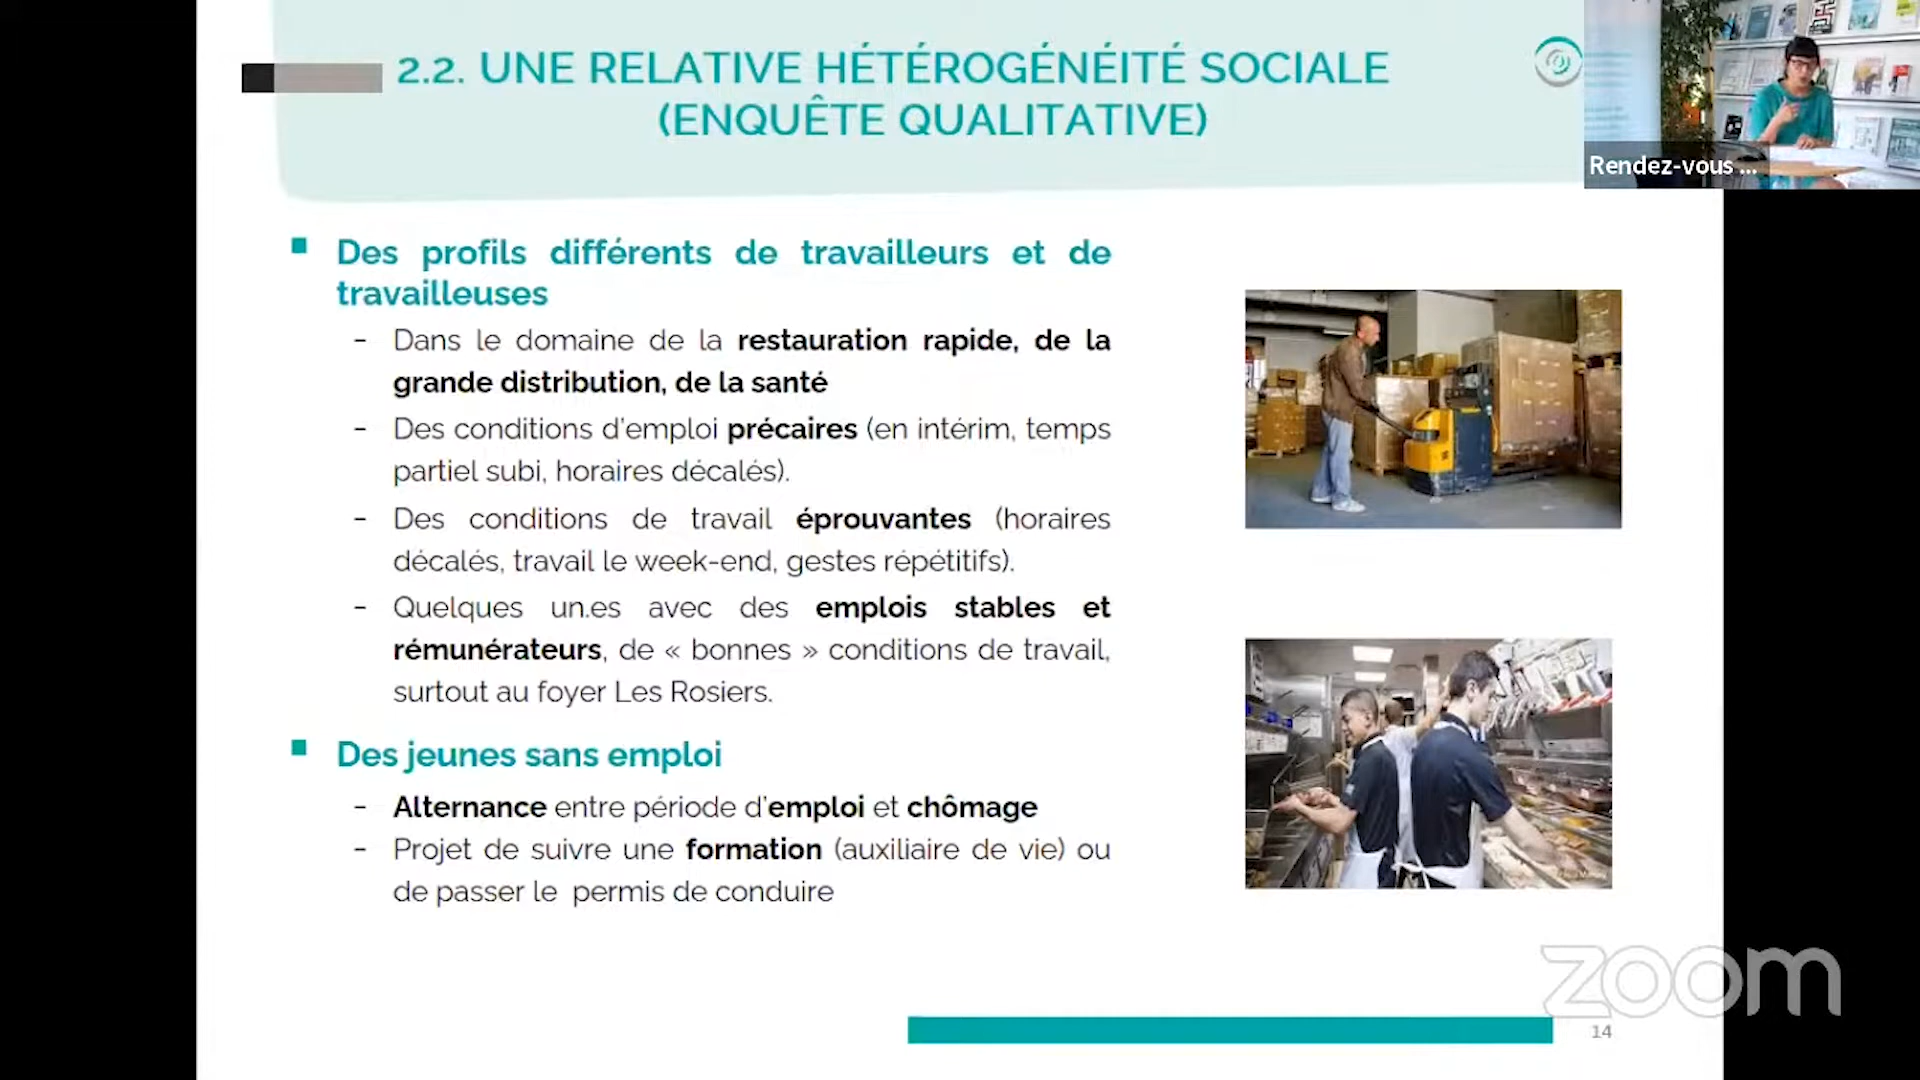 2.2. UNE RELATIVE HÉTÉROGÉNÉITÉ SOCIALE
(ENQUÊTE QUALITATIVE)
Rendez-vous ...
Des profils différents de travailleurs et de
travailleuses
- Dans le domaine de la restauration rapide, de la
grande distribution, de la santé
- Des conditions d'emploi précaires (en intérim, temps
partiel subi, horaires décalés).
- Des conditions de travail éprouvantes (horaires
décalés, travail le week-end, gestes répétitifs).
- Quelques un.es avec des emplois stables et
rémunérateurs, de « bonnes » conditions de travail,
surtout au foyer Les Rosiers.
Des jeunes sans emploi
- Alternance entre période d'emploi et chômage
- Projet de suivre une formation (auxiliaire de vie) ou
de passer le permis de conduire
zoom
14